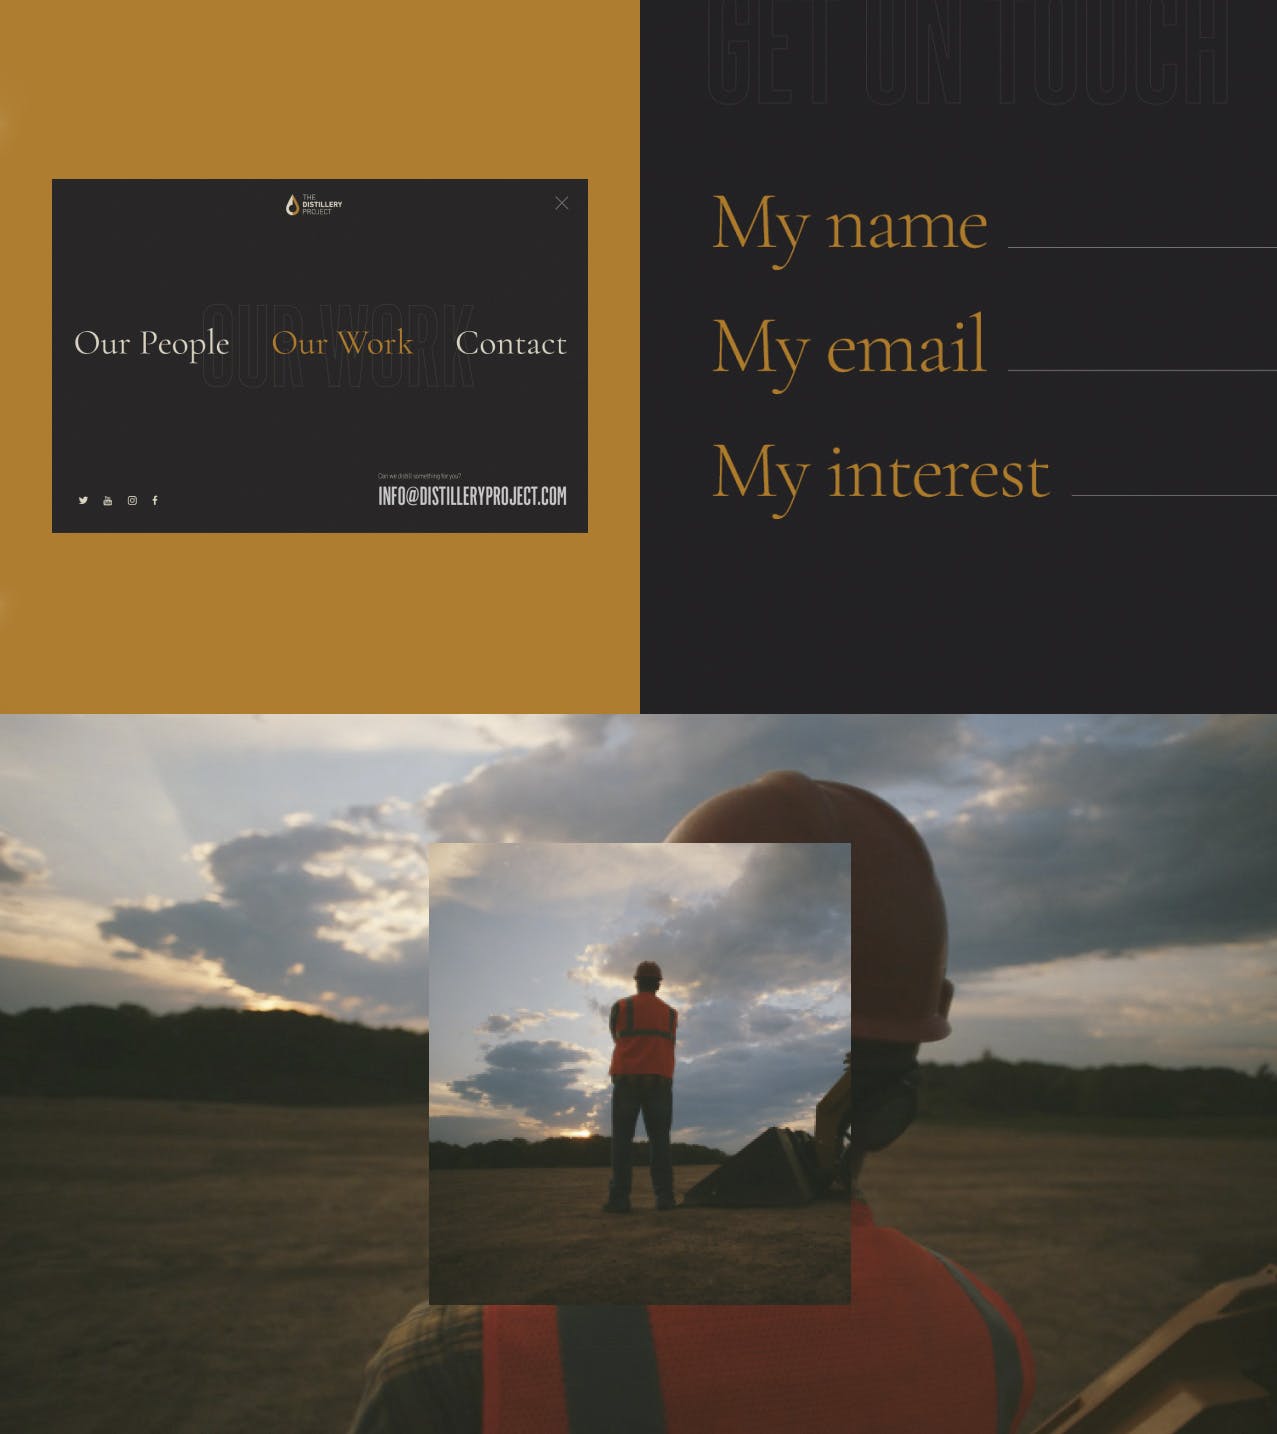 THE
DISTILLERY
PROJECT
OUR WORK
Our People Our Work Contact
Can we distill something for you?
INFO@DISTILLERYPROJECT.COM
GET ON TOUCH
My name
My email
My interest